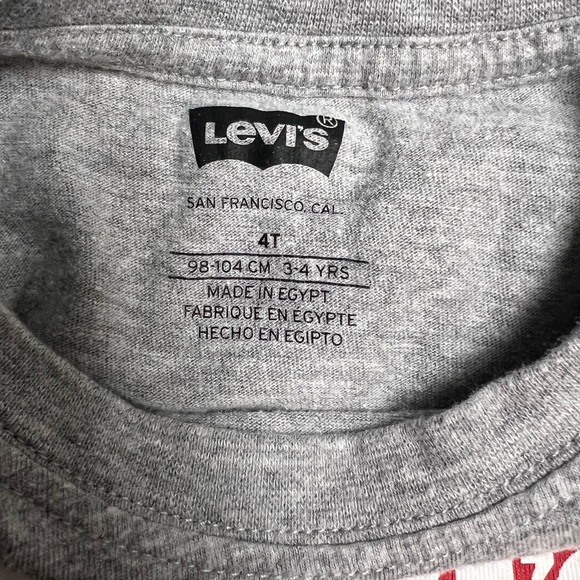 Levi's®
SAN FRANCISCO, CAL.
4T
98-104 CM 3-4 YRS
MADE IN EGYPT
FABRIQUE EN EGYPTE
HECHO EN EGIPTO